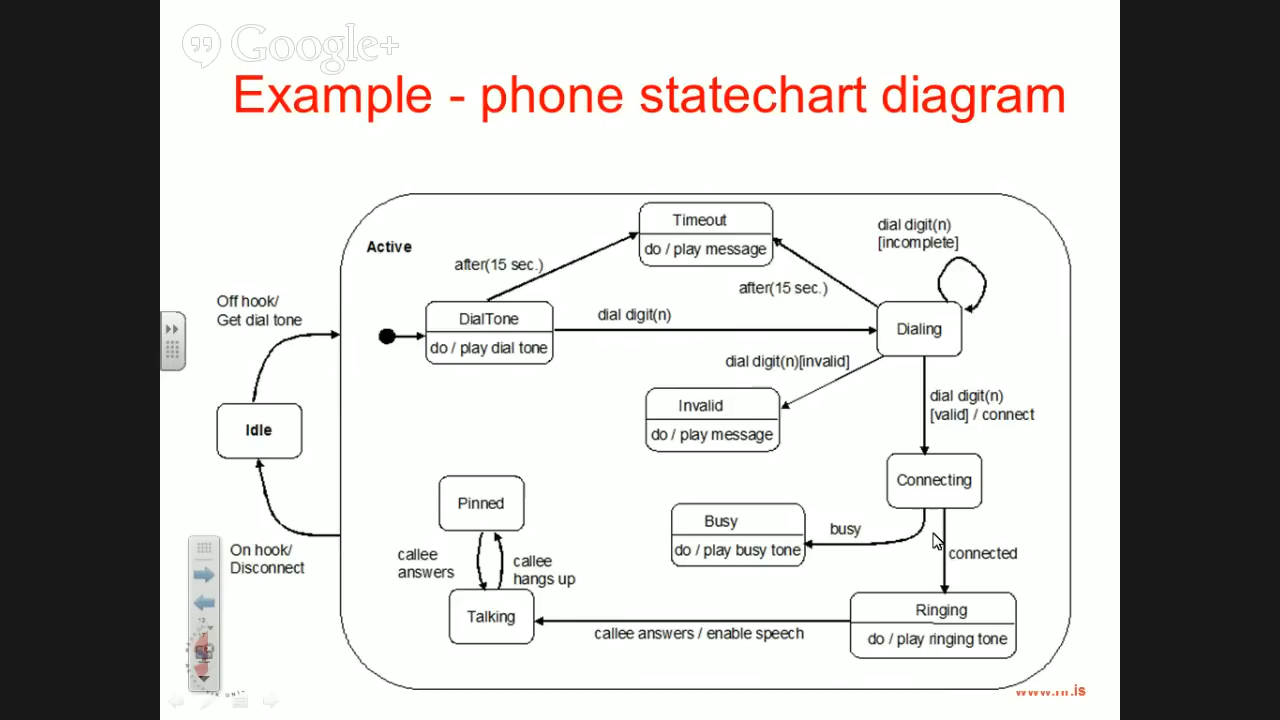 Google+
Example - phone statechart diagram
Active
Timeout
do / play message
dial digit(n)
[incomplete]
after(15 sec.)
after(15 sec.)
Off hook/
Get dial tone
DialTone
do / play dial tone
dial digit(n)
Dialing
dial digit(n)[invalid]
Invalid
do / play message
dial digit(n)
[valid] / connect
Idle
Connecting
Pinned
Busy
do / play busy tone
busy
connected
On hook/
Disconnect
callee
answers
callee
hangs up
Talking
callee answers / enable speech
Ringing
do / play ringing tone